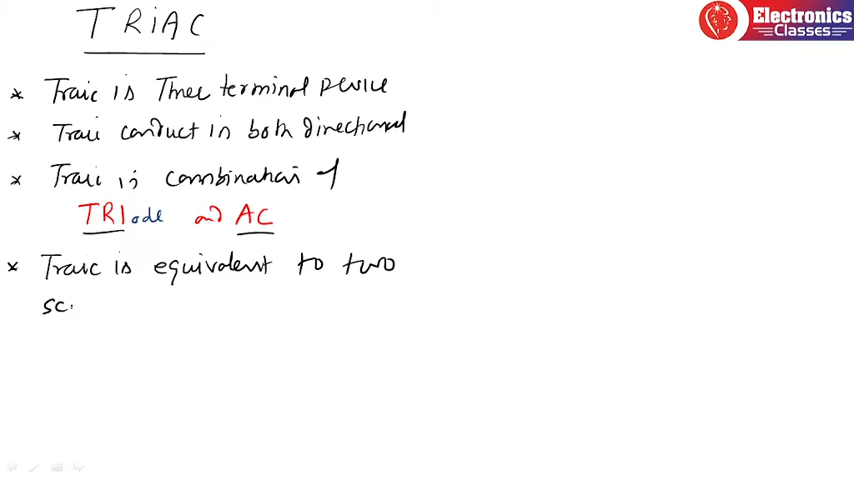 TRIAC
Electronics
Classes
* Traic is Three terminal Device
* Traic conduct in both directional
* Traic is combination of
TRIode and AC
* Traic is equivalent to two
SC